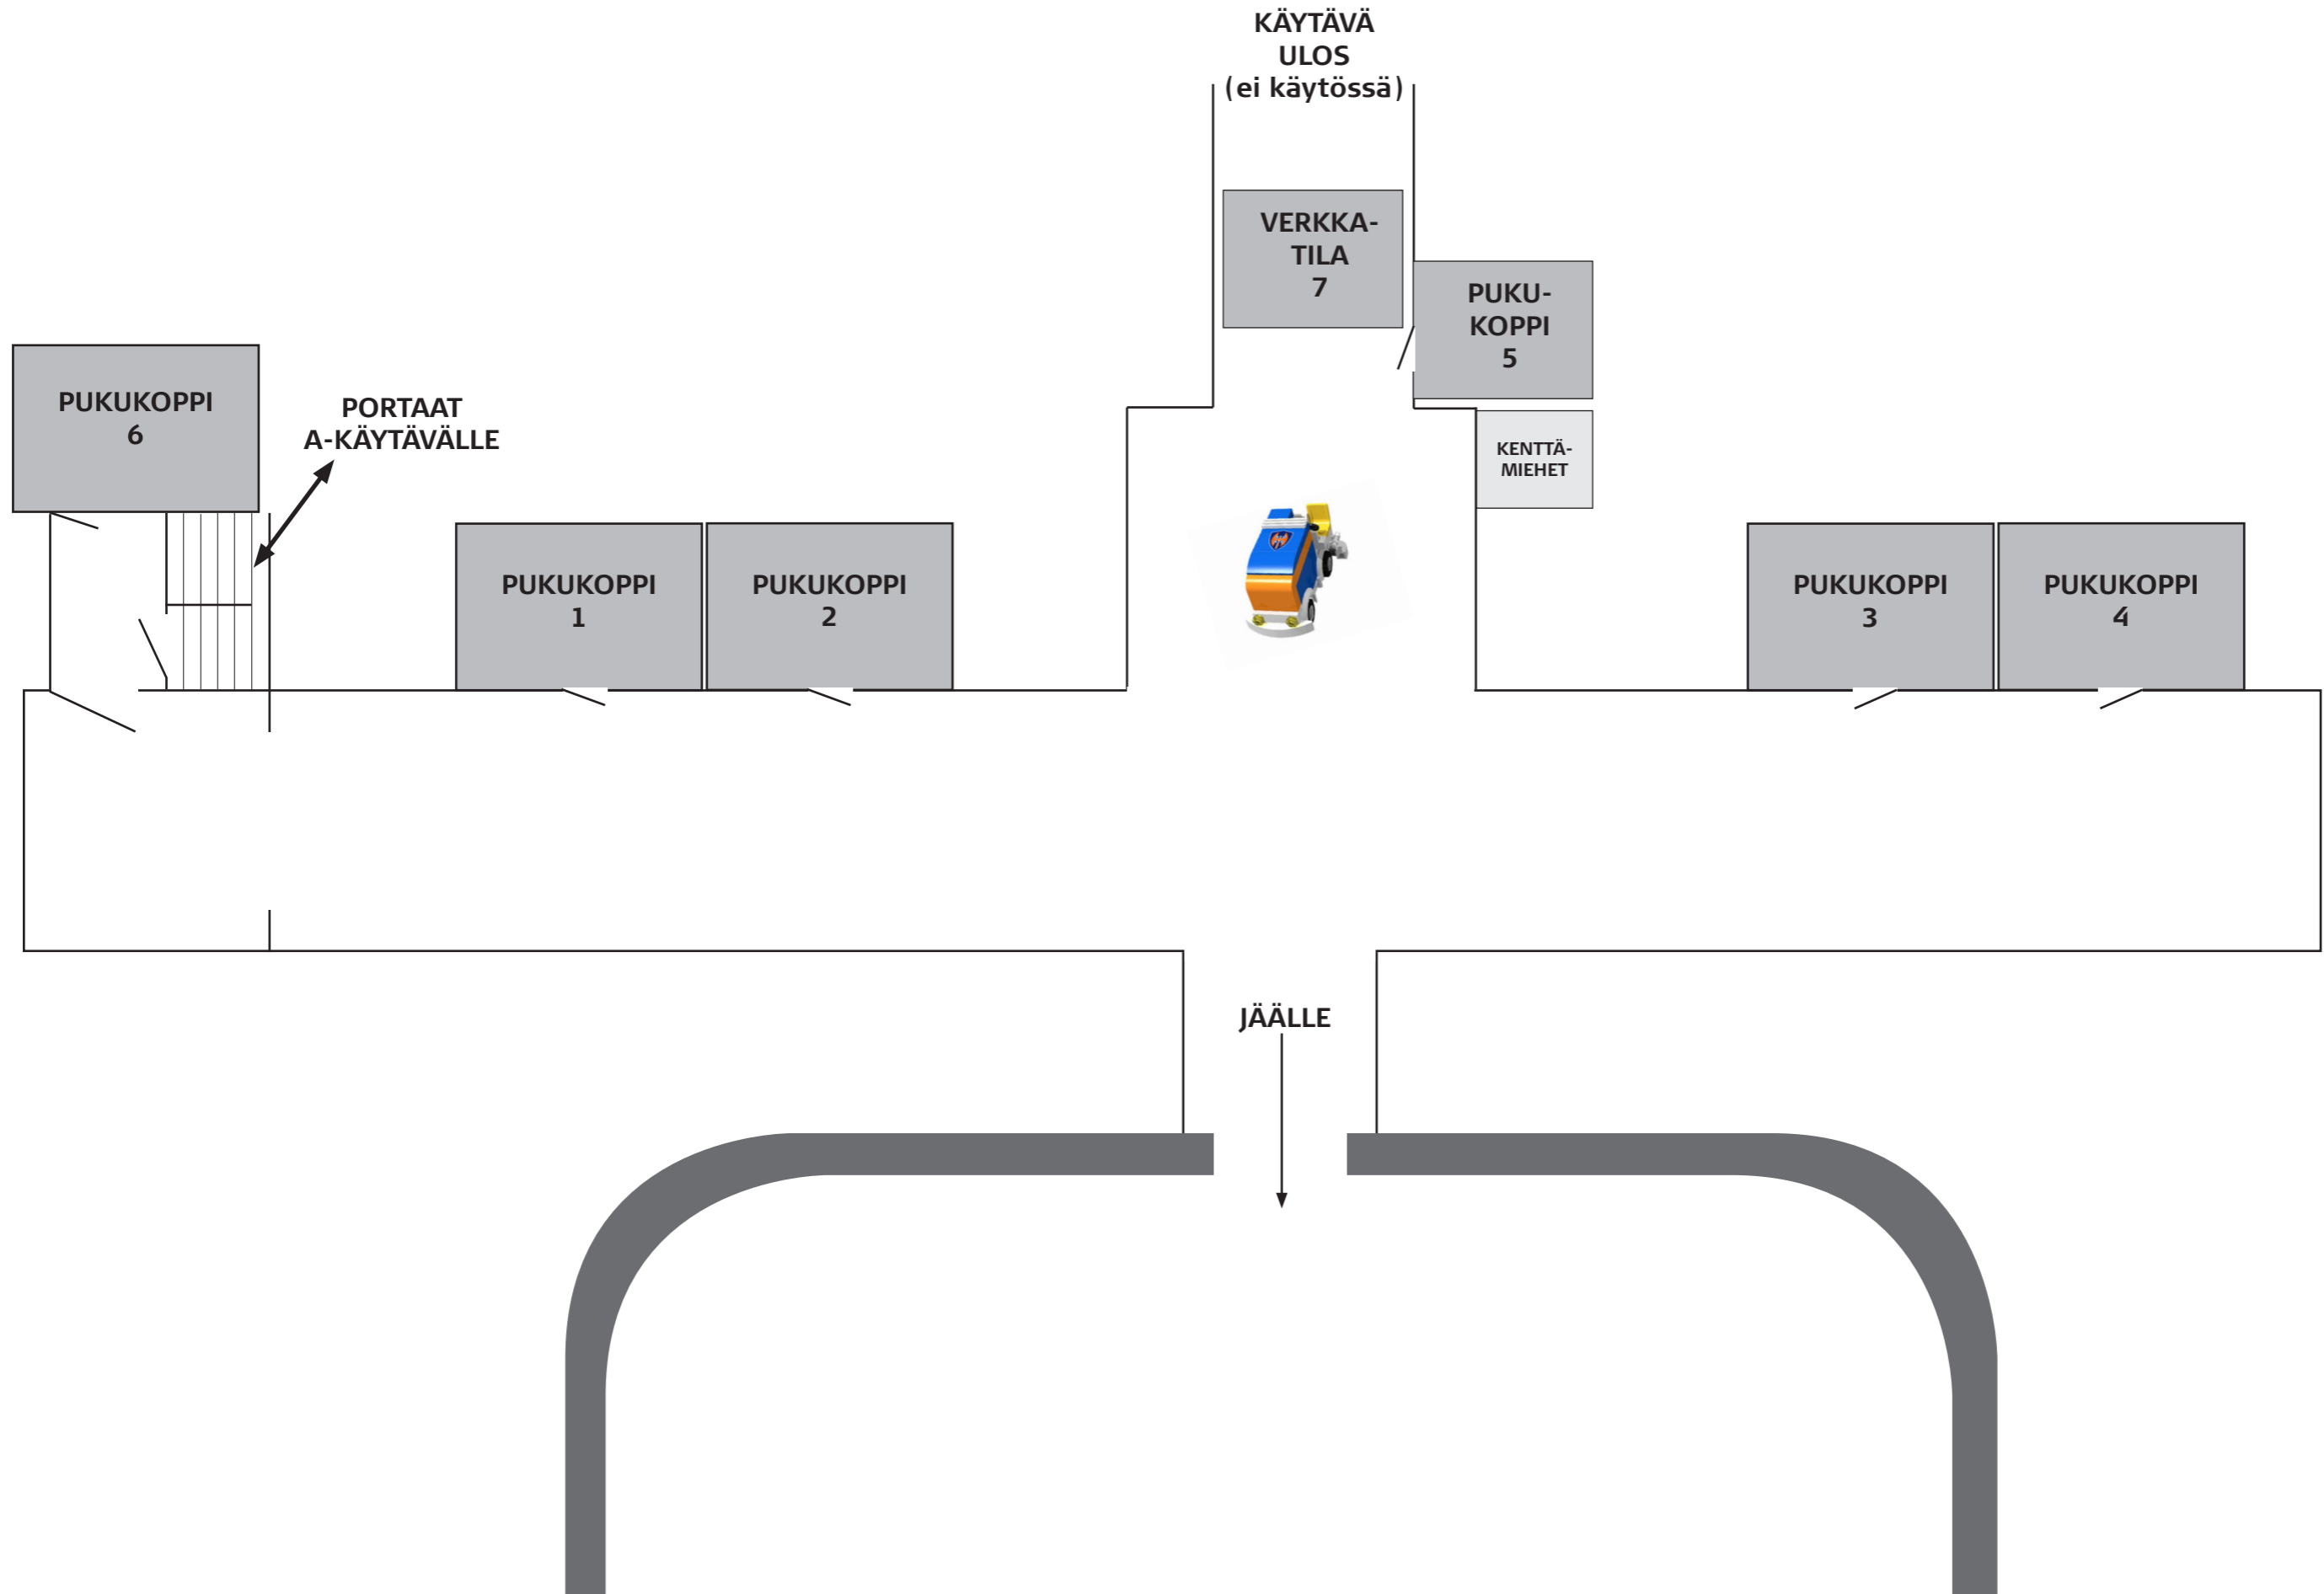 KÄYTÄVÄ
ULOS
(ei käytössä)
VERKKA-
TILA
7
PUKU-
KOPPI
5
PUKUKOPPI
6
PORTAAT
A-KÄYTÄVÄLLE
KENTTÄ-
MIEHET
PUKUKOPPI
1
PUKUKOPPI
2
PUKUKOPPI
3
PUKUKOPPI
4
JÄÄLLE